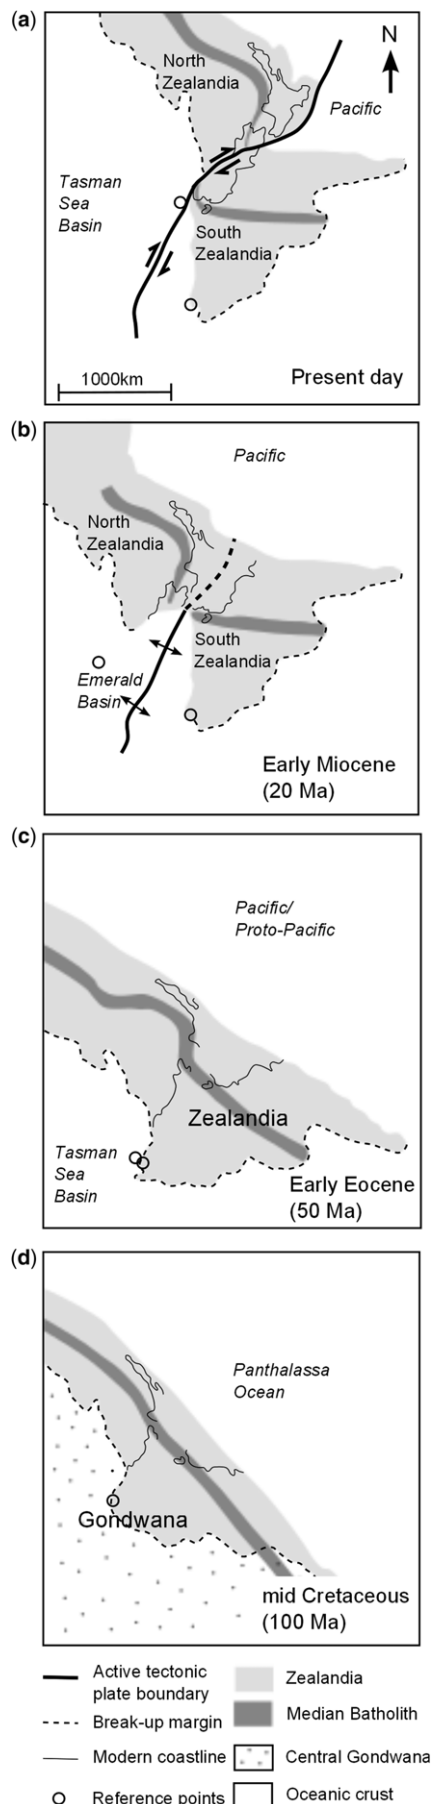 (a)
N
North
Zealandia
Pacific
Tasman
Sea
Basin
South
Zealandia
1000km
Present day
(b)
Pacific
North
Zealandia
South
Zealandia
Emerald
Basin
Early Miocene
(20 Ma)
(c)
Pacific/
Proto-Pacific
Zealandia
Tasman
Sea
Basin
Early Eocene
(50 Ma)
(d)
Panthalassa
Ocean
Gondwana
mid Cretaceous
(100 Ma)
Active tectonic
plate boundary
Break-up margin
Modern coastline
Reference points
Zealandia
Median Batholith
Central Gondwana
Oceanic crust